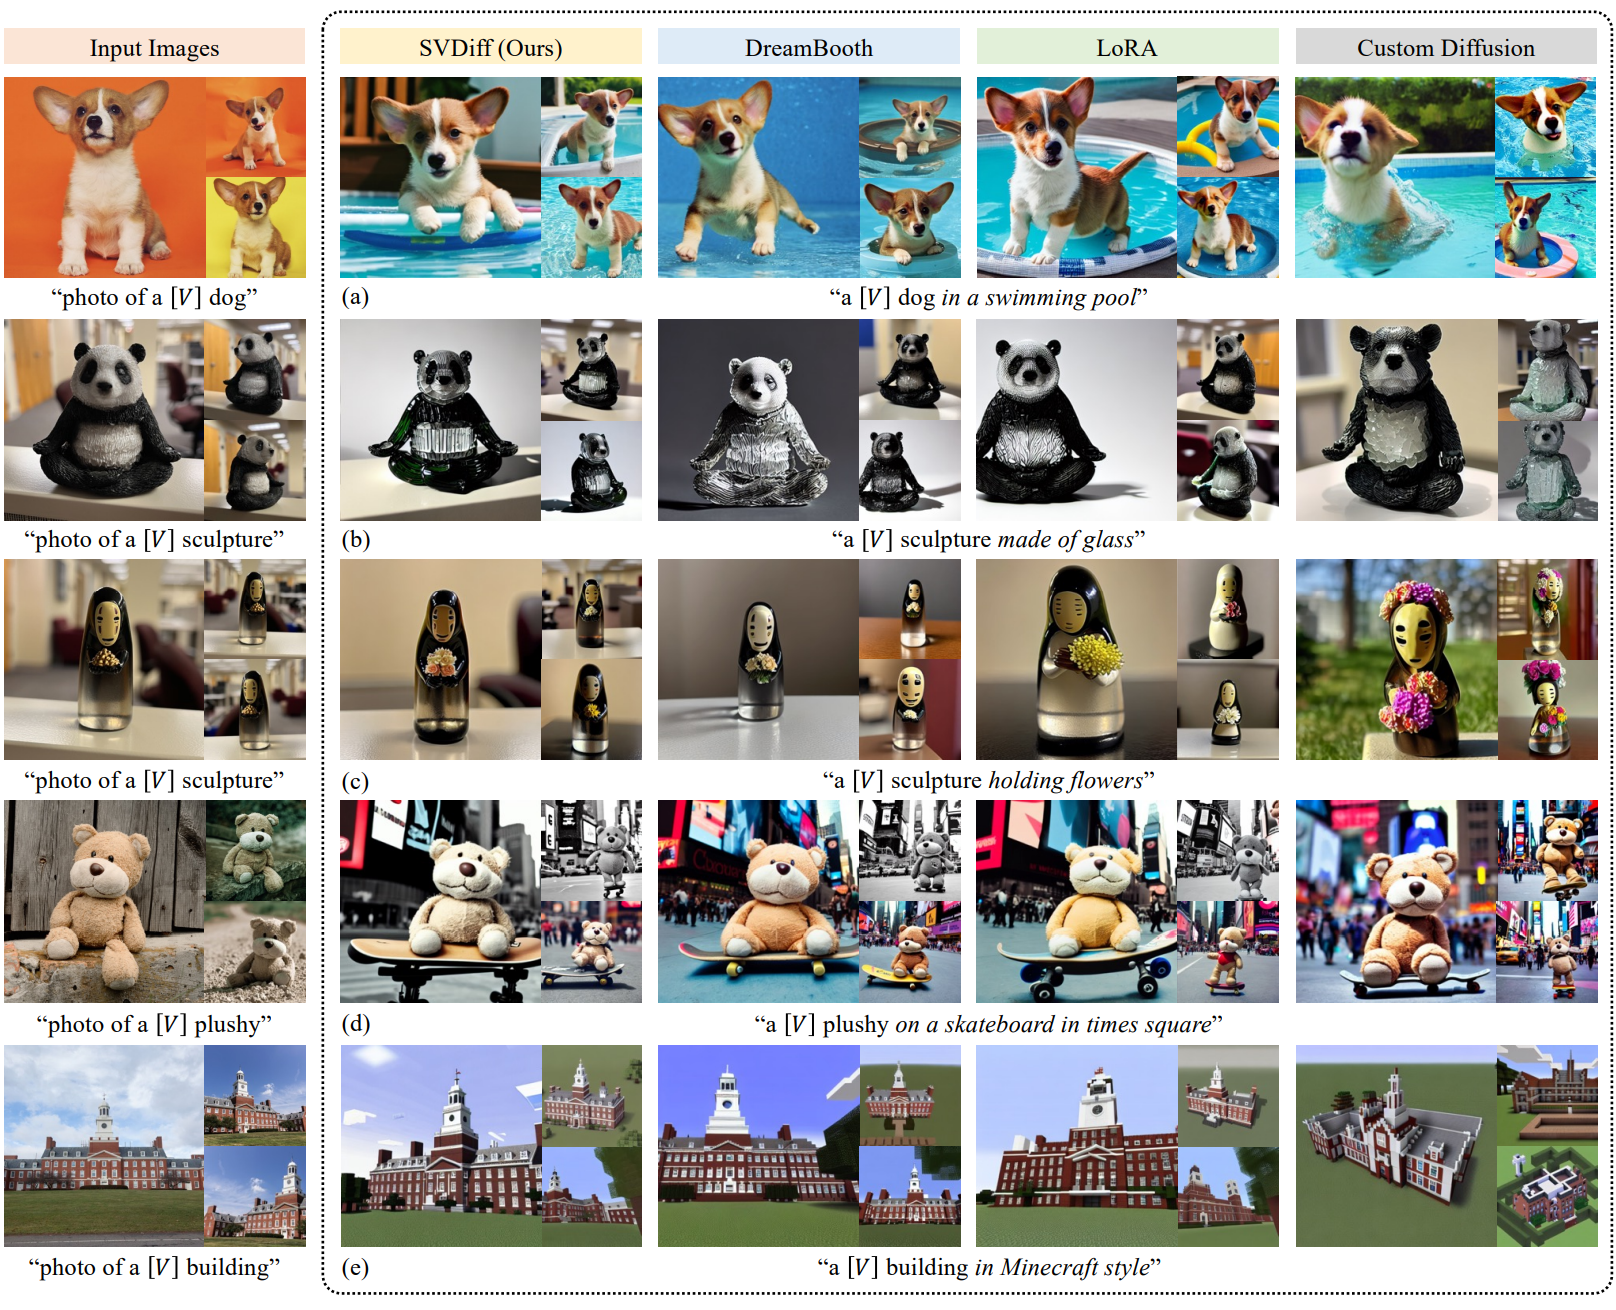 Input Images
SVDiff (Ours)
DreamBooth
LoRA
Custom Diffusion
“photo of a [V] dog”
(a)
“a [V] dog in a swimming pool”
“photo of a [V] sculpture”
(b)
“a [V] sculpture made of glass”
“photo of a [V] sculpture”
(c)
“a [V] sculpture holding flowers”
“photo of a [V] plushy”
(d)
“a [V] plushy on a skateboard in times square”
“photo of a [V] building”
(e)
“a [V] building in Minecraft style”